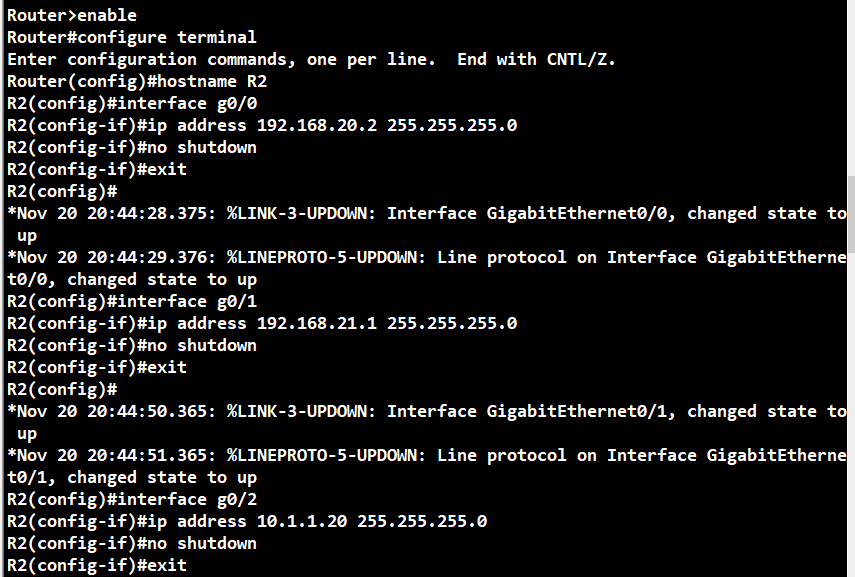 Router>enable
Router#configure terminal
Enter configuration commands, one per line.  End with CNTL/Z.
Router(config)#hostname R2
R2(config)#interface g0/0
R2(config-if)#ip address 192.168.20.2 255.255.255.0
R2(config-if)#no shutdown
R2(config-if)#exit
R2(config)#
*Nov 20 20:44:28.375: %LINK-3-UPDOWN: Interface GigabitEthernet0/0, changed state to
 up
*Nov 20 20:44:29.376: %LINEPROTO-5-UPDOWN: Line protocol on Interface GigabitEtherne
t0/0, changed state to up
R2(config)#interface g0/1
R2(config-if)#ip address 192.168.21.1 255.255.255.0
R2(config-if)#no shutdown
R2(config-if)#exit
R2(config)#
*Nov 20 20:44:50.365: %LINK-3-UPDOWN: Interface GigabitEthernet0/1, changed state to
 up
*Nov 20 20:44:51.365: %LINEPROTO-5-UPDOWN: Line protocol on Interface GigabitEtherne
t0/1, changed state to up
R2(config)#interface g0/2
R2(config-if)#ip address 10.1.1.20 255.255.255.0
R2(config-if)#no shutdown
R2(config-if)#exit